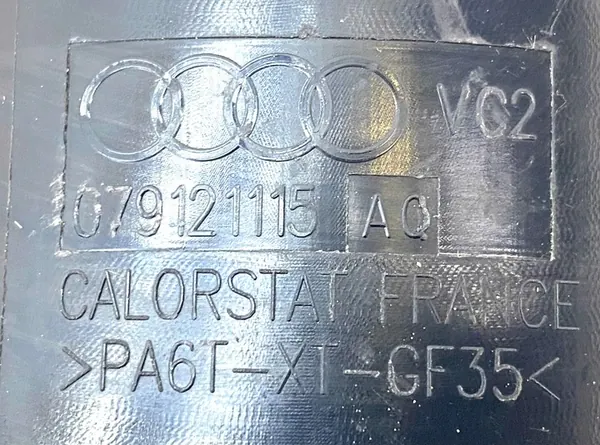 VC2
079121115 AQ
CALORSTAT FRANCE
>PA6T-XT-GF35<